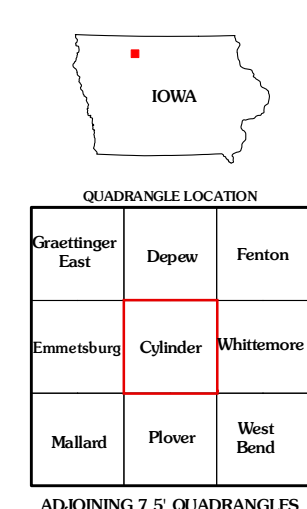 IOWA
QUADRANGLE LOCATION
Graettinger East
Depew
Fenton
Emmetsburg
Cylinder
Whittemore
Mallard
Plover
West Bend
ADJOINING 7.5' QUADRANGLES